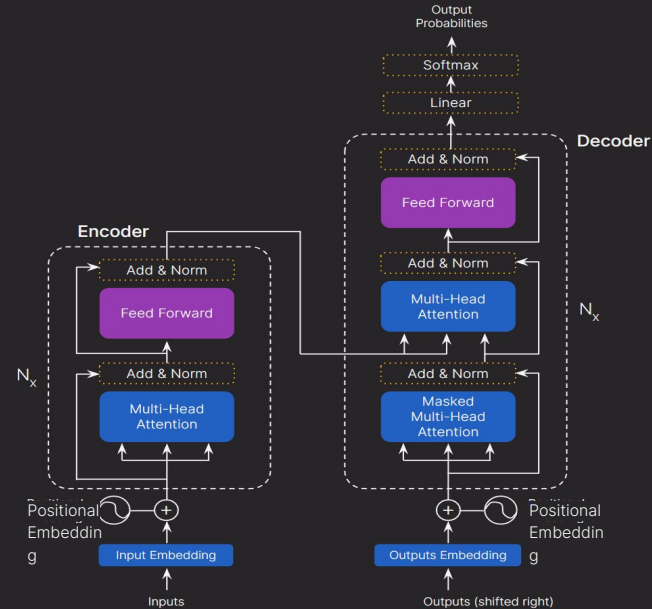 Output
Probabilities
Softmax
Linear
Decoder
Add & Norm
Feed Forward
Add & Norm
Multi-Head
Attention
Nx
Add & Norm
Masked
Multi-Head
Attention
Encoder
Add & Norm
Feed Forward
Nx
Add & Norm
Multi-Head
Attention
Positional
Embeddin
g
+
Input Embedding
Inputs
+
Positional
Embeddin
g
Outputs Embedding
Outputs (shifted right)